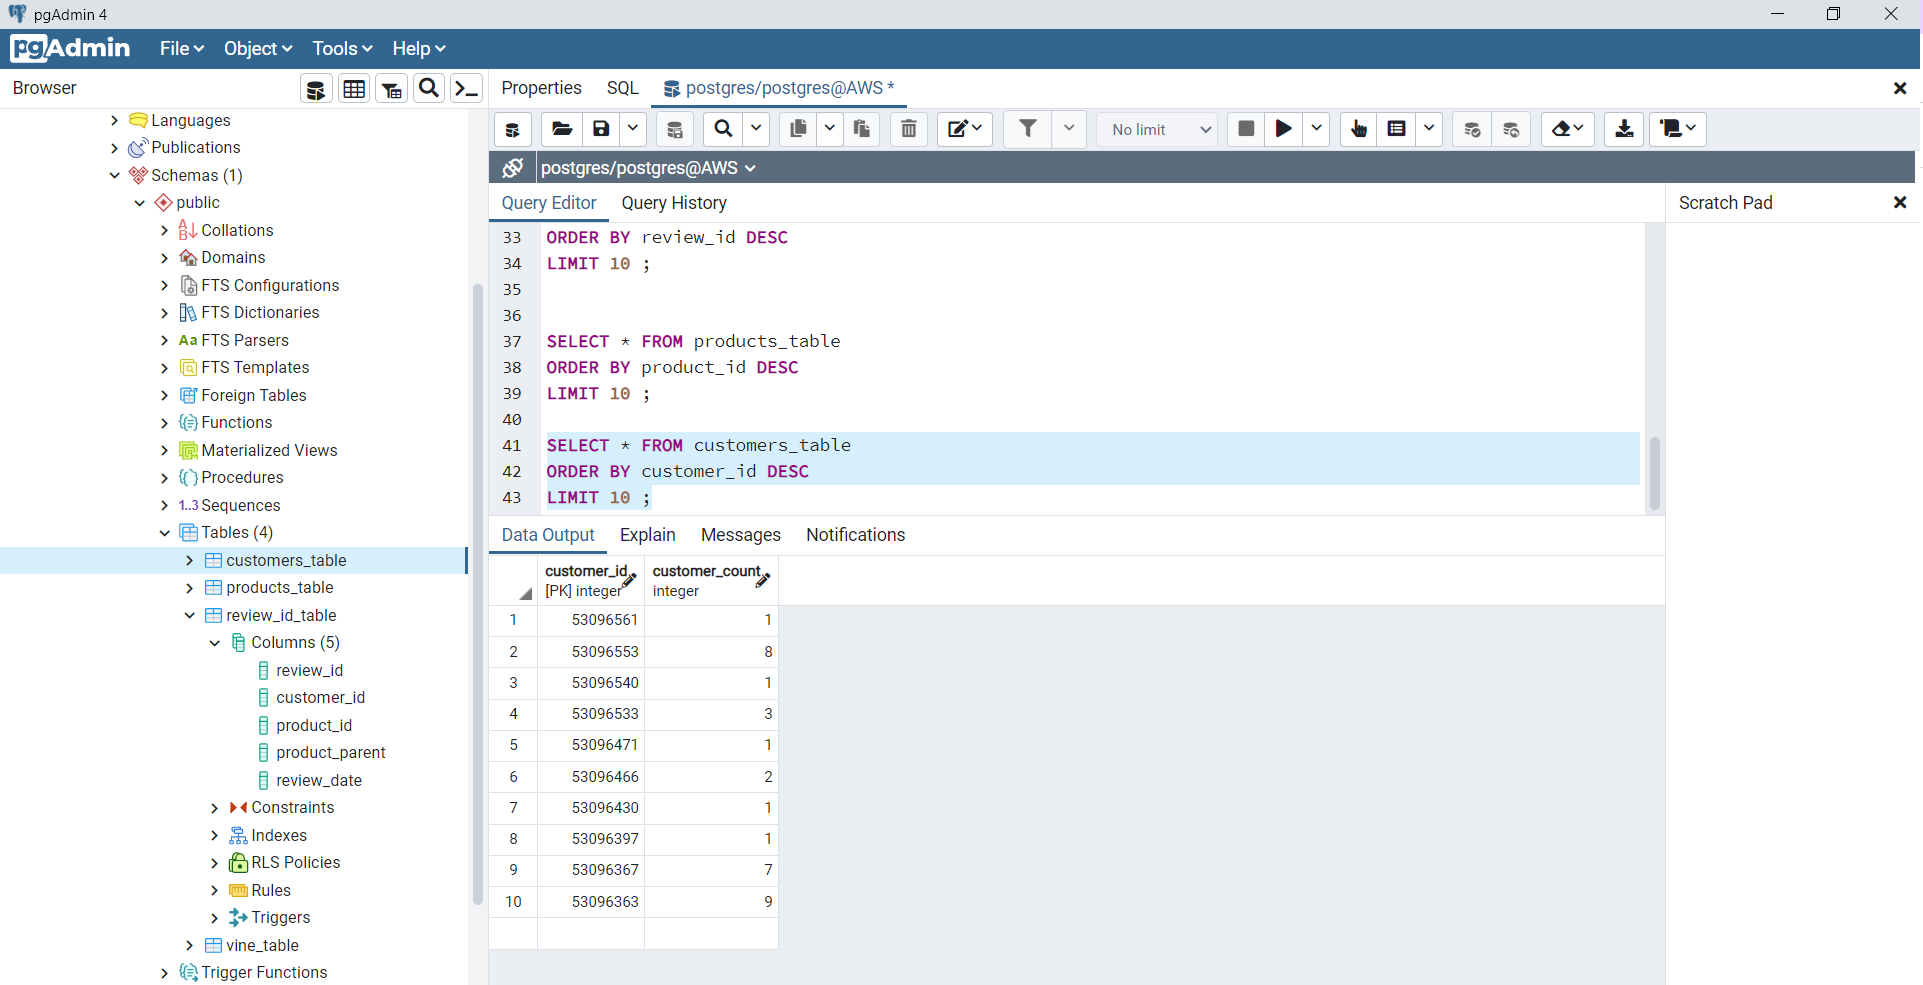 pgAdmin 4
pgAdmin File Object Tools Help
Browser
Properties SQL postgres/postgres@AWS *
No limit
postgres/postgres@AWS
Query Editor Query History
Scratch Pad
Languages
Publications
Schemas (1)
public
Collations
Domains
FTS Configurations
FTS Dictionaries
Aa FTS Parsers
FTS Templates
Foreign Tables
Functions
Materialized Views
Procedures
1..3 Sequences
Tables (4)
customers_table
products_table
review_id_table
Columns (5)
review_id
customer_id
product_id
product_parent
review_date
Constraints
Indexes
RLS Policies
Rules
Triggers
vine_table
Trigger Functions
33 ORDER BY review_id DESC
34 LIMIT 10 ;
35
36
37 SELECT * FROM products_table
38 ORDER BY product_id DESC
39 LIMIT 10 ;
40
41 SELECT * FROM customers_table
42 ORDER BY customer_id DESC
43 LIMIT 10 ;
Data Output Explain Messages Notifications
customer_id customer_count
[PK] integer integer
1 53096561 1
2 53096553 8
3 53096540 1
4 53096533 3
5 53096471 1
6 53096466 2
7 53096430 1
8 53096397 1
9 53096367 7
10 53096363 9